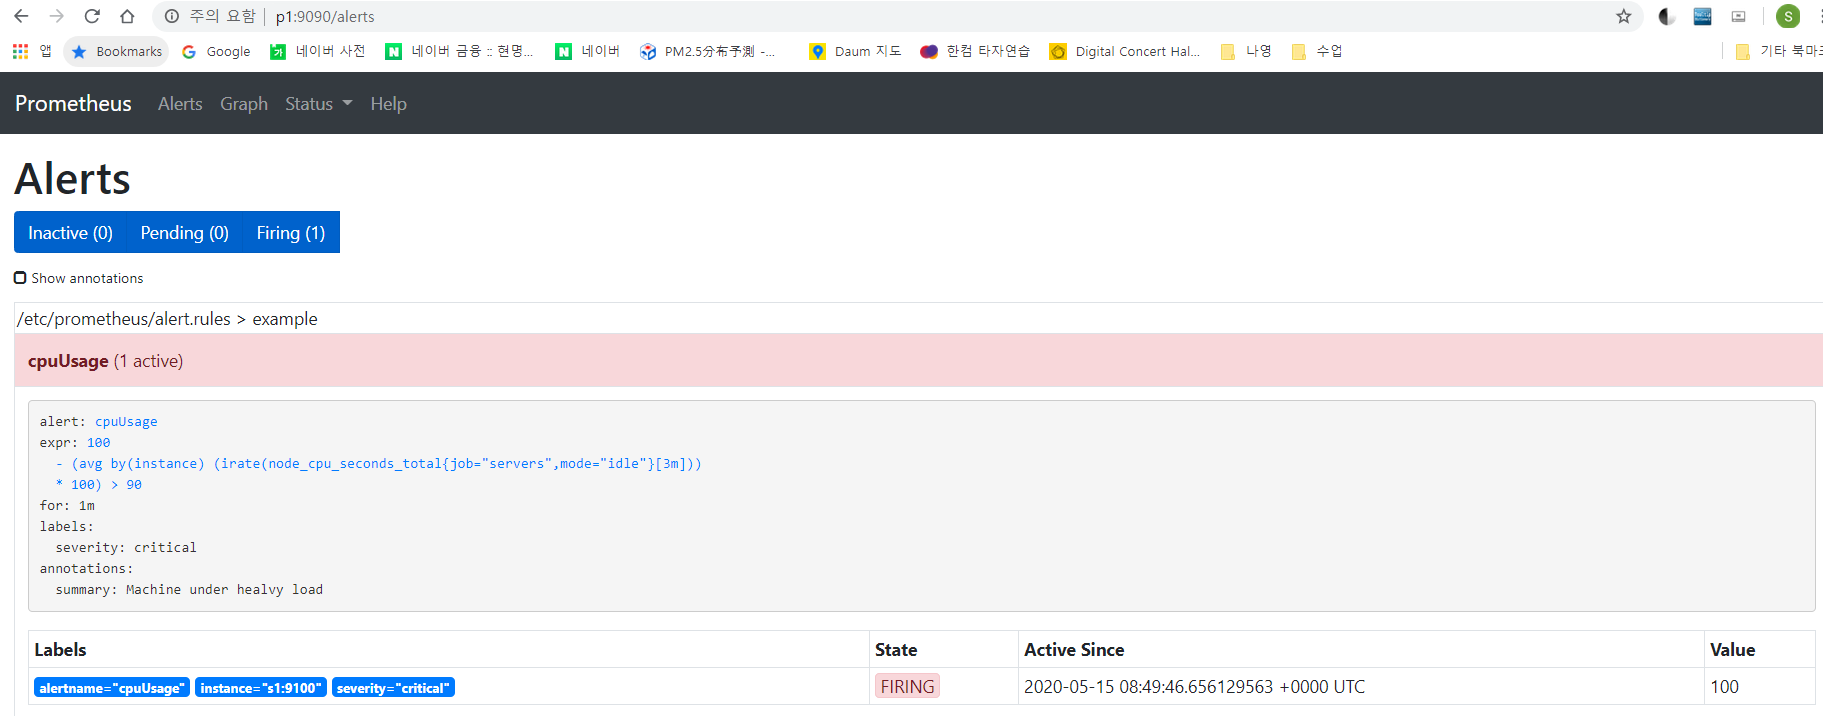 주의 요함 | p1:9090/alerts S
앱 Bookmarks Google 네이버 사전 네이버 금융 :: 현명... 네이버 PM2.5分布予測 -... Daum 지도 한컴 타자연습 Digital Concert Hal... 나영 수업 기타 북마크
Prometheus Alerts Graph Status Help
Alerts
Inactive (0) Pending (0) Firing (1)
Show annotations
/etc/prometheus/alert.rules > example
cpuUsage (1 active)
alert: cpuUsage
expr: 100
- (avg by(instance) (irate(node_cpu_seconds_total{job="servers",mode="idle"}[3m]))
* 100) > 90
for: 1m
labels:
severity: critical
annotations:
summary: Machine under healvy load
Labels State Active Since Value
alertname="cpuUsage" instance="s1:9100" severity="critical" FIRING 2020-05-15 08:49:46.656129563 +0000 UTC 100